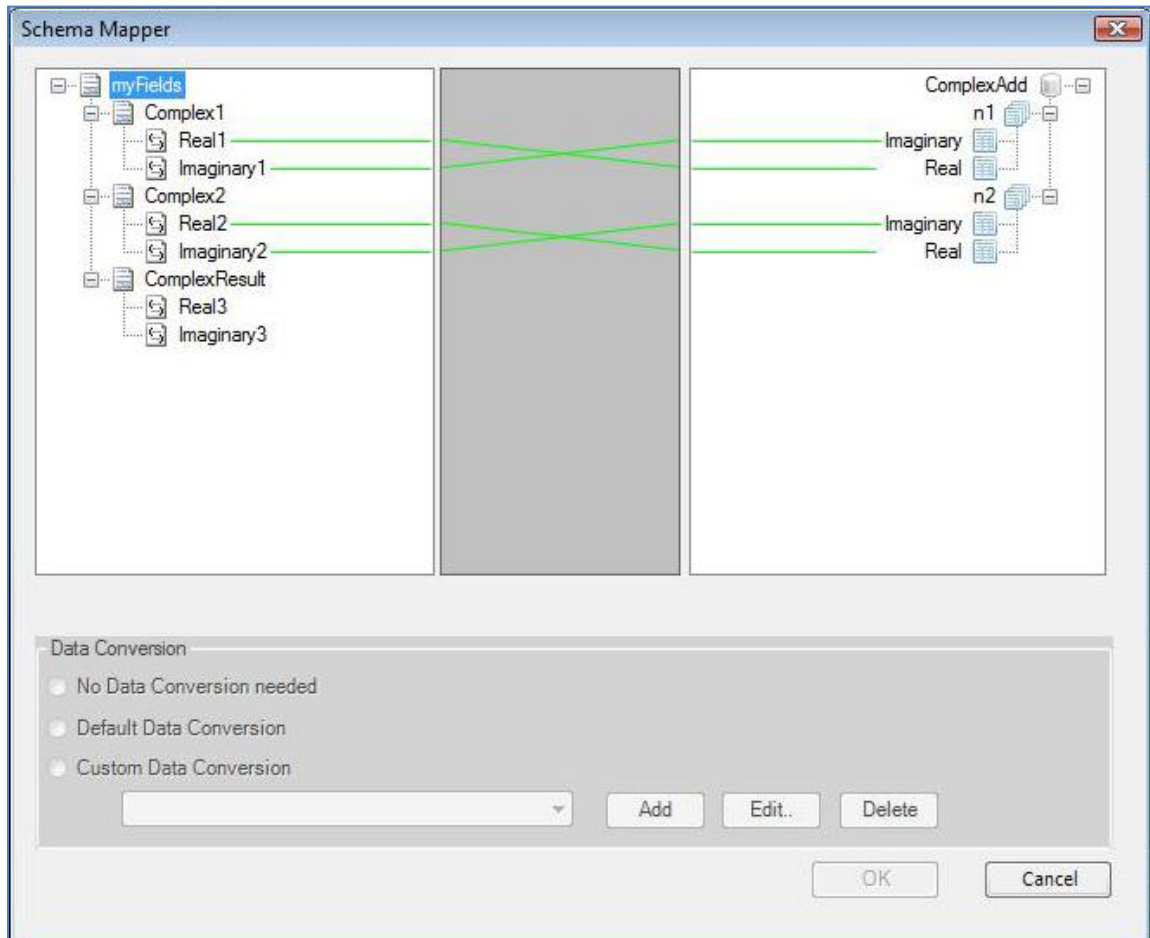 Schema Mapper
myFields
Complex1
Real1
Imaginary1
Complex2
Real2
Imaginary2
ComplexResult
Real3
Imaginary3
ComplexAdd
n1
Imaginary
Real
n2
Imaginary
Real
Data Conversion
No Data Conversion needed
Default Data Conversion
Custom Data Conversion
Add
Edit..
Delete
OK
Cancel